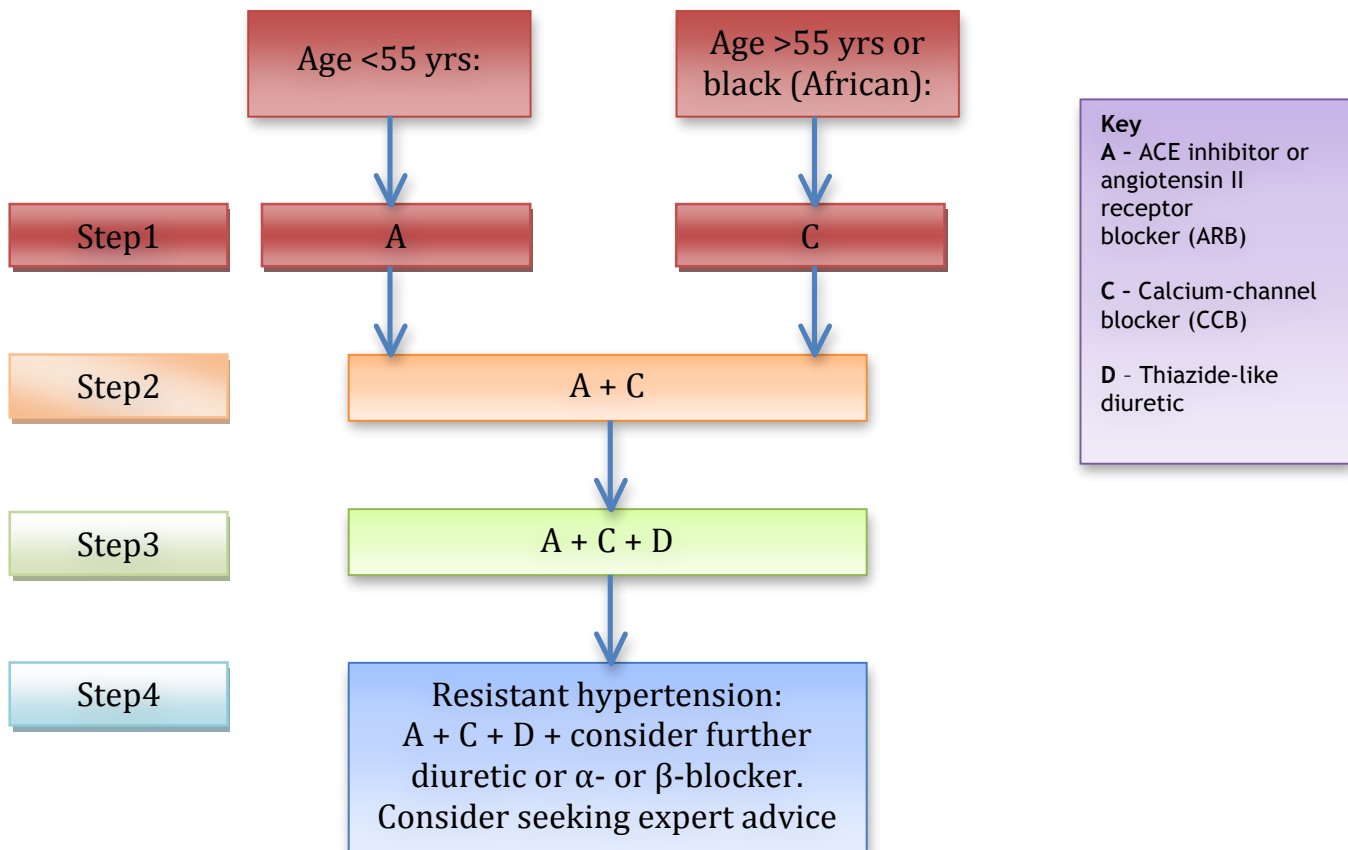 Age <55 yrs:
Age >55 yrs or
black (African):
Step1
A
C
Step2
A + C
Step3
A + C + D
Step4
Resistant hypertension:
A + C + D + consider further
diuretic or α- or β-blocker.
Consider seeking expert advice
Key
A – ACE inhibitor or
angiotensin II
receptor
blocker (ARB)
C – Calcium-channel
blocker (CCB)
D – Thiazide-like
diuretic